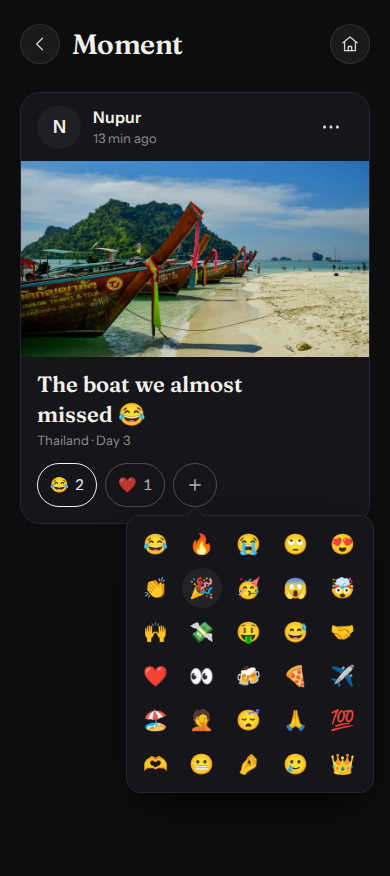 Moment
N
Nupur
13 min ago
The boat we almost
missed 😂
Thailand · Day 3
😂 2
❤️ 1
+
💯